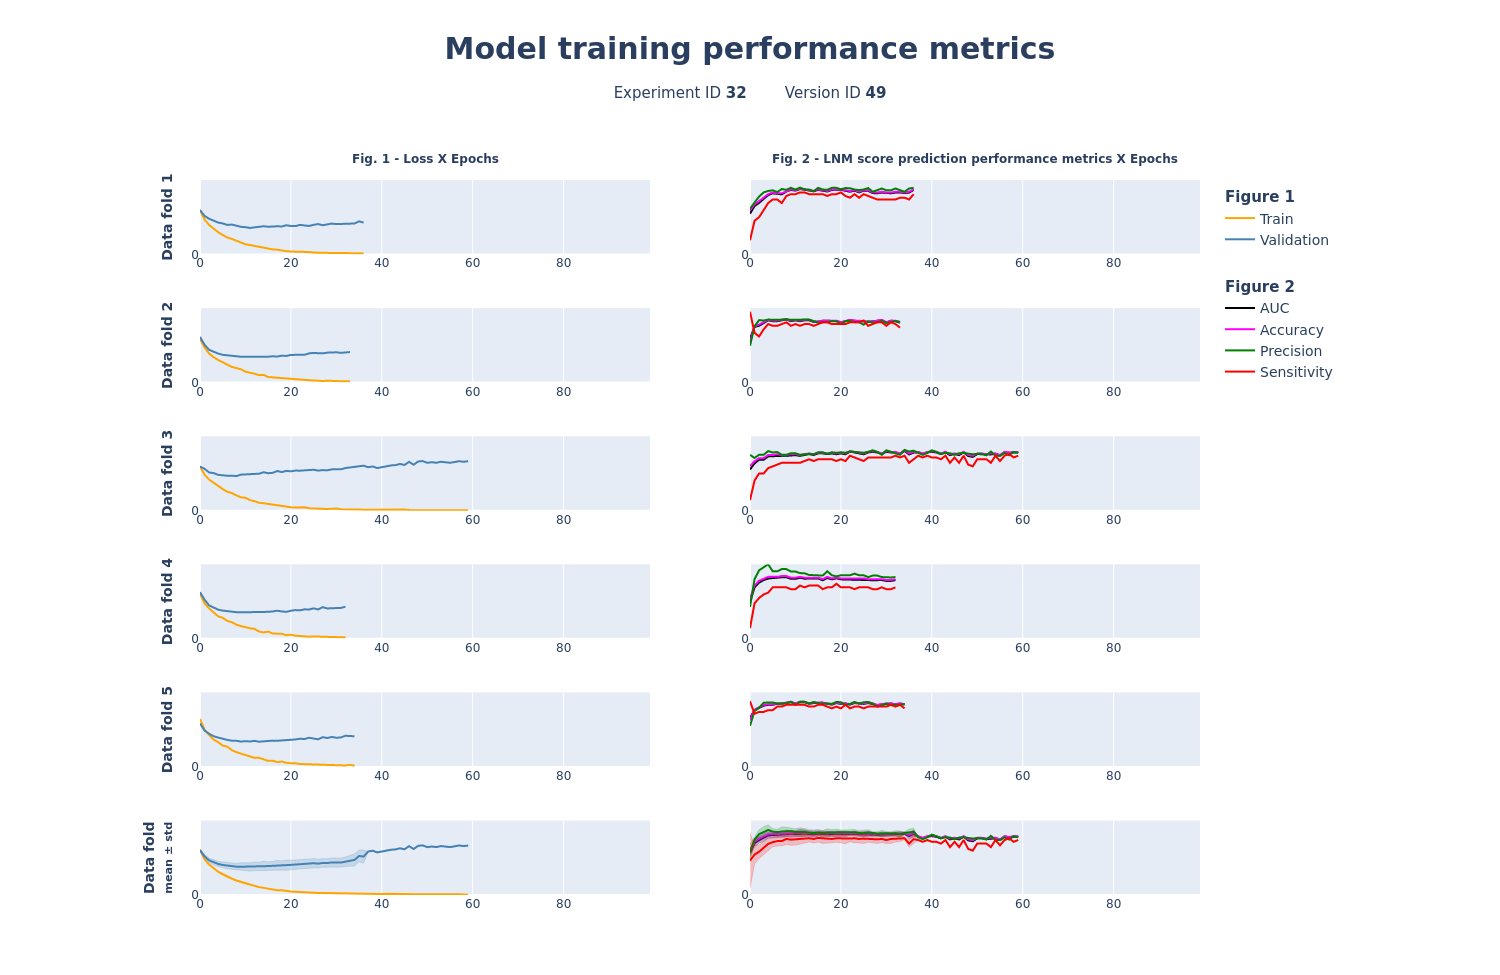 Model training performance metrics
Experiment ID 32 Version ID 49
Fig. 1 - Loss X Epochs
Fig. 2 - LNM score prediction performance metrics X Epochs
Data fold 1
0
0 20 40 60 80
0
0 20 40 60 80
Figure 1
Train
Validation
Figure 2
AUC
Accuracy
Precision
Sensitivity
Data fold 2
0
0 20 40 60 80
0
0 20 40 60 80
Data fold 3
0
0 20 40 60 80
0
0 20 40 60 80
Data fold 4
0
0 20 40 60 80
0
0 20 40 60 80
Data fold 5
0
0 20 40 60 80
0
0 20 40 60 80
Data fold
mean ± std
0
0 20 40 60 80
0
0 20 40 60 80